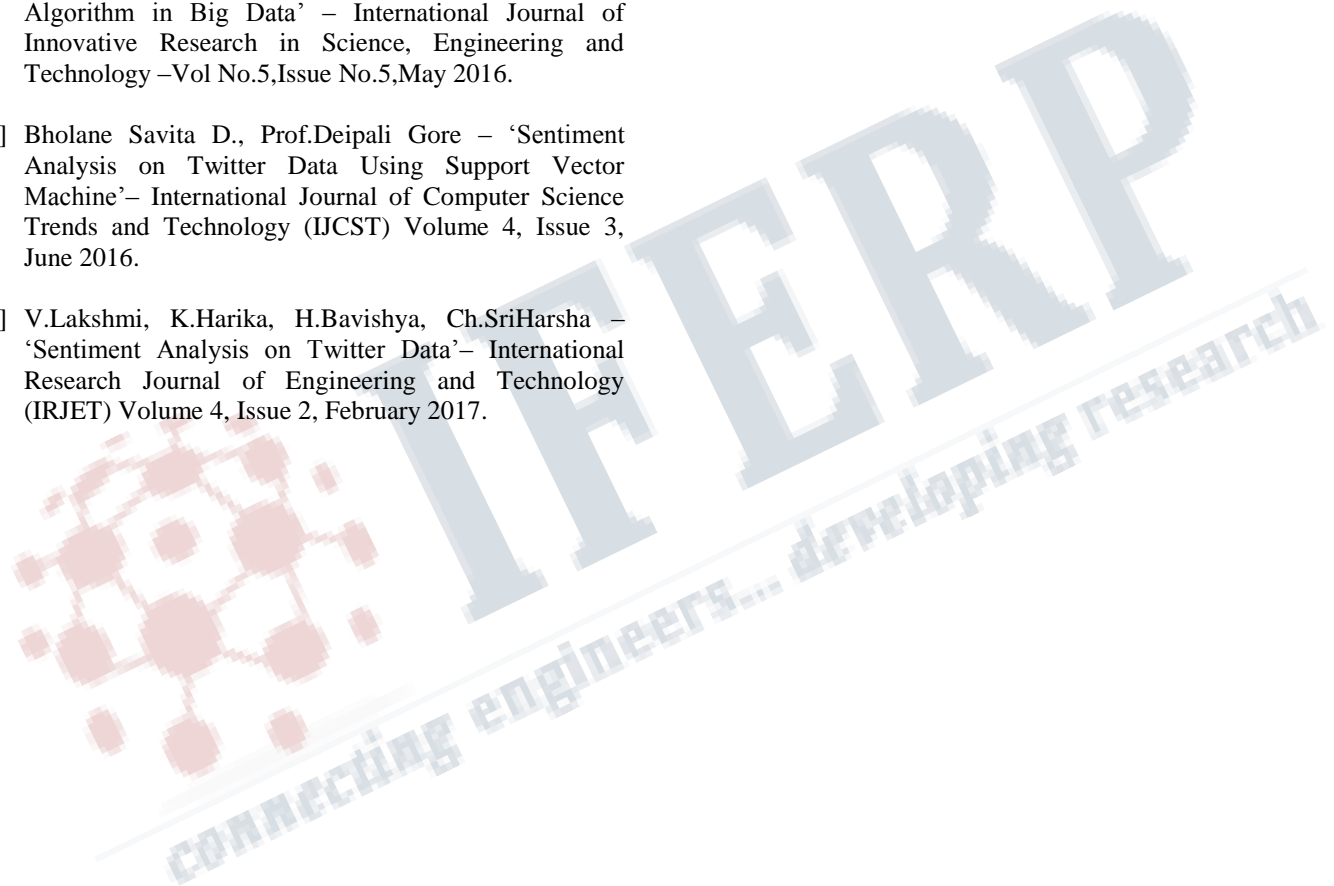 Algorithm in Big Data’ – International Journal of
Innovative Research in Science, Engineering and
Technology –Vol No.5,Issue No.5,May 2016.
] Bholane Savita D., Prof.Deipali Gore – ‘Sentiment
Analysis on Twitter Data Using Support Vector
Machine’– International Journal of Computer Science
Trends and Technology (IJCST) Volume 4, Issue 3,
June 2016.
] V.Lakshmi, K.Harika, H.Bavishya, Ch.SriHarsha –
‘Sentiment Analysis on Twitter Data’– International
Research Journal of Engineering and Technology
(IRJET) Volume 4, Issue 2, February 2017.
IFERP
connecting engineers... developing research